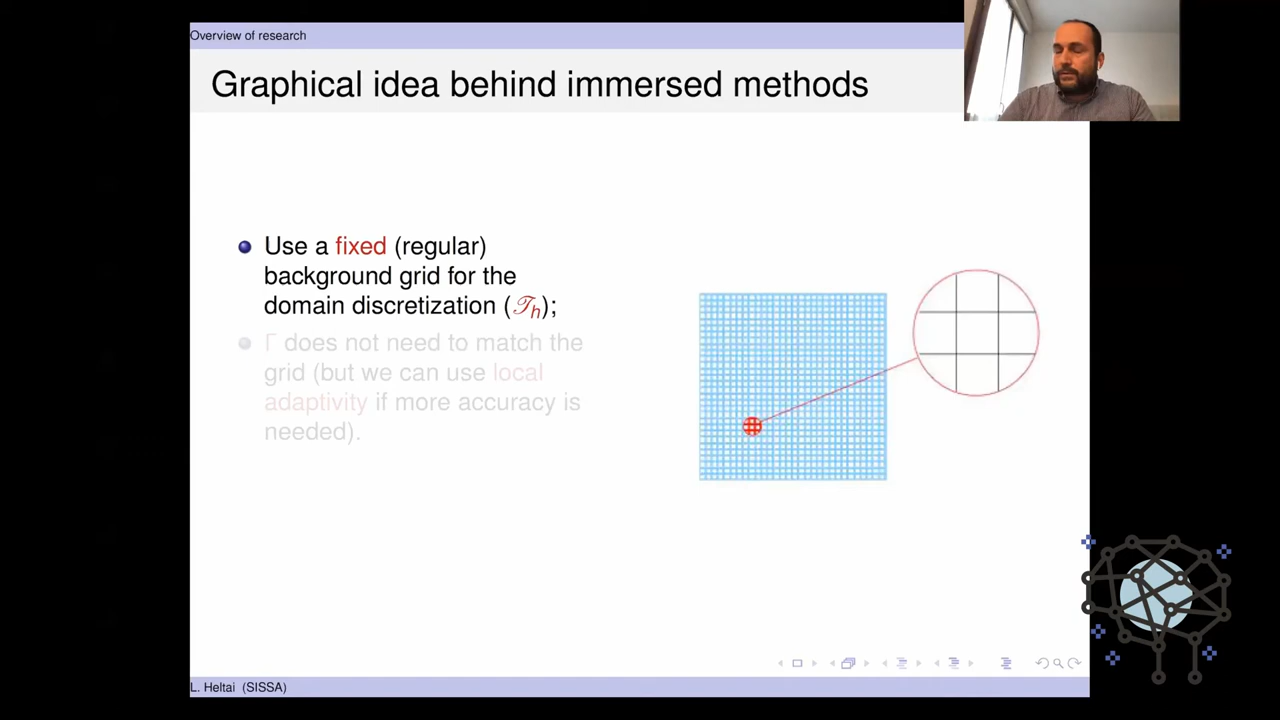 Overview of research
Graphical idea behind immersed methods
Use a fixed (regular)
background grid for the
domain discretization (𝒯h);
Γ does not need to match the
grid (but we can use local
adaptivity if more accuracy is
needed).
L. Heltai (SISSA)